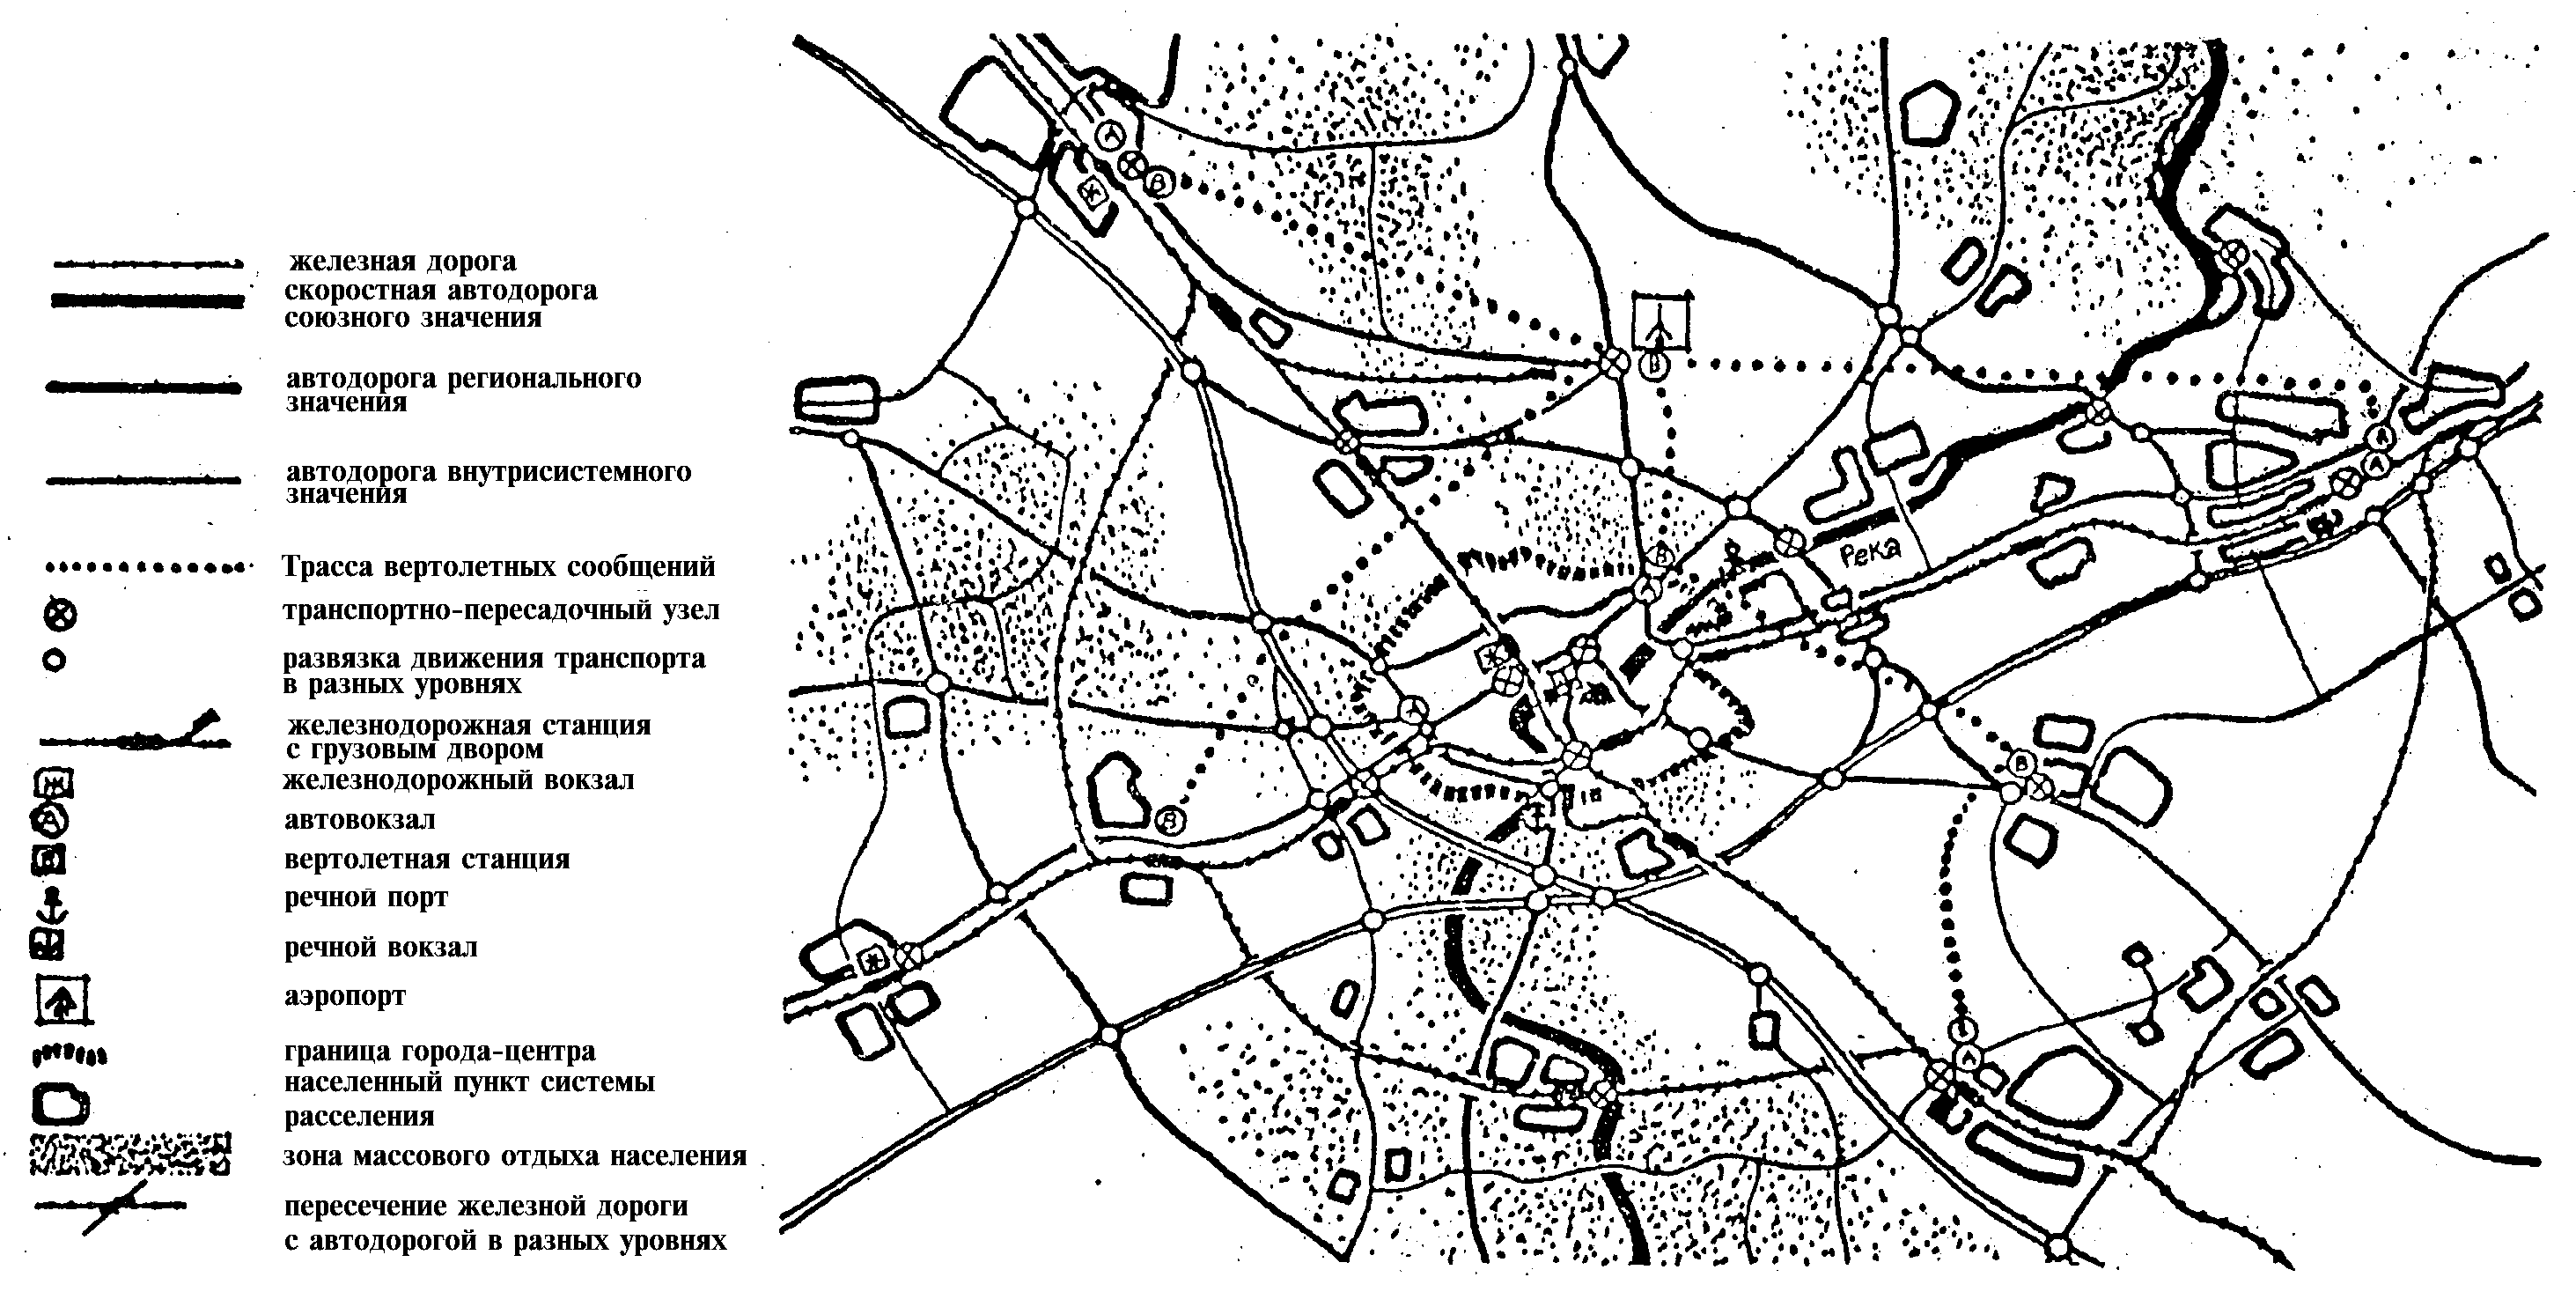 железная дорога
скоростная автодорога
союзного значения
автодорога регионального
значения
автодорога внутрисистемного
значения
Трасса вертолетных сообщений
транспортно-пересадочный узел
развязка движения транспорта
в разных уровнях
железнодорожная станция
с грузовым двором
железнодорожный вокзал
автовокзал
вертолетная станция
речной порт
речной вокзал
аэропорт
граница города-центра
населенный пункт системы
расселения
зона массового отдыха населения
пересечение железной дороги
с автодорогой в разных уровнях
Река